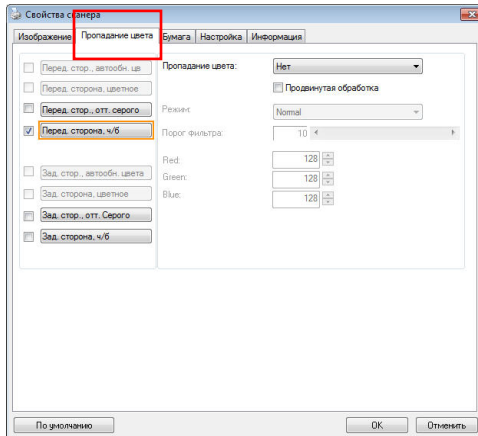 Свойства сканера
Изображение Пропадание цвета Бумага Настройка Информация
Перед. стор., автообн. цв
Перед. сторона, цветное
Перед. стор., отт. серого
Перед. сторона, ч/б
Зад. стор., автообн. цвета
Зад. сторона, цветное
Зад. стор., отт. Серого
Зад. сторона, ч/б
Пропадание цвета: Нет
Продвинутая обработка
Режим: Normal
Порог фильтра: 10
Red: 128
Green: 128
Blue: 128
По умолчанию OK Отменить